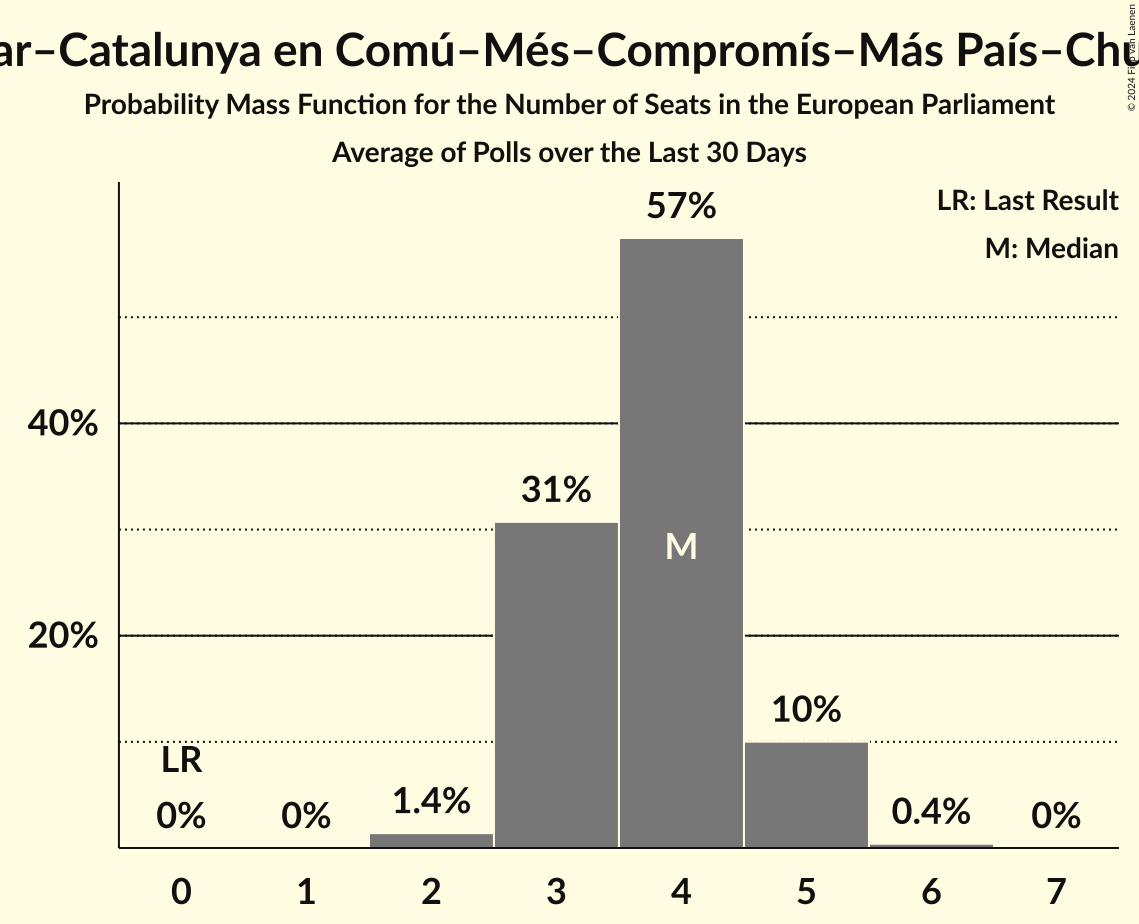 ar–Catalunya en Comú–Més–Compromís–Más País–Chu
© 2024 Filip van Laenen
Probability Mass Function for the Number of Seats in the European Parliament
Average of Polls over the Last 30 Days
LR: Last Result
M: Median
57%
40%
31%
M
20%
10%
LR
0%
0%
1.4%
0.4%
0%
0 1 2 3 4 5 6 7